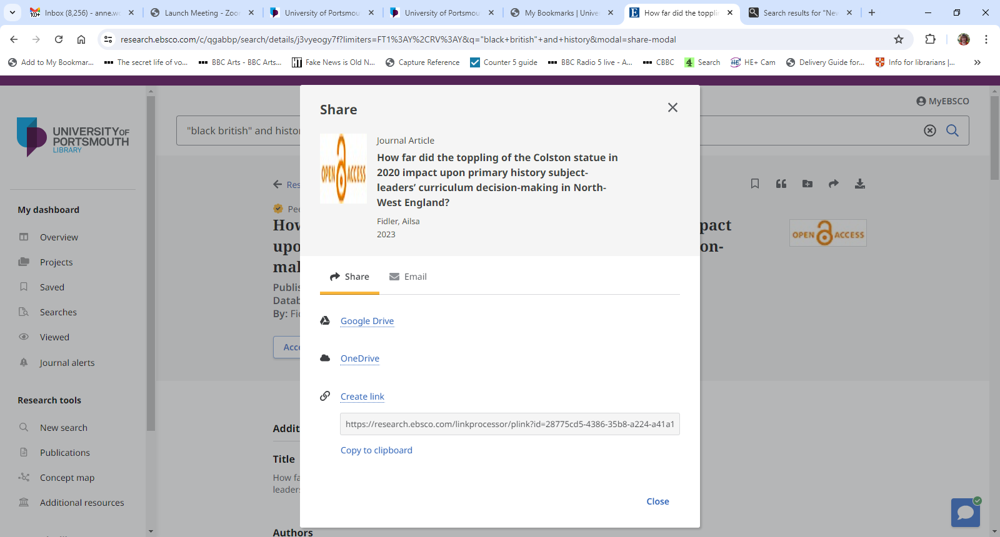 Inbox (8,256) - anne.wo
Launch Meeting - Zoo
University of Portsmou
University of Portsmou
My Bookmarks | Unive
How far did the toppli
Search results for "Nev
research.ebsco.com/c/qgabbp/search/details/j3vyeogy7f?limiters=FT1%3AY%2CRV%3AY&q="black+british"+and+history&modal=share-modal
Add to My Bookmar...
The secret life of vo...
BBC Arts - BBC Arts...
Fake News is Old N...
Capture Reference
Counter 5 guide
BBC Radio 5 live - A...
CBBC
Search
HE+ Cam
Delivery Guide for...
Info for librarians |...
UNIVERSITY OF
PORTSMOUTH
LIBRARY
My dashboard
Overview
Projects
Saved
Searches
Viewed
Journal alerts
Research tools
New search
Publications
Concept map
Additional resources
MyEBSCO
"black british" and histo
Res
Pee
How
pact
upo
on-
mal
Publis
Datab
By: Fid
Acce
OPEN ACCESS
Addit
Title
How fa
leaders
Authors
Share
OPEN ACCESS
Journal Article
How far did the toppling of the Colston statue in
2020 impact upon primary history subject-
leaders’ curriculum decision-making in North-
West England?
Fidler, Ailsa
2023
Share
Email
Google Drive
OneDrive
Create link
https://research.ebsco.com/linkprocessor/plink?id=28775cd5-4386-35b8-a224-a41a1
Copy to clipboard
Close